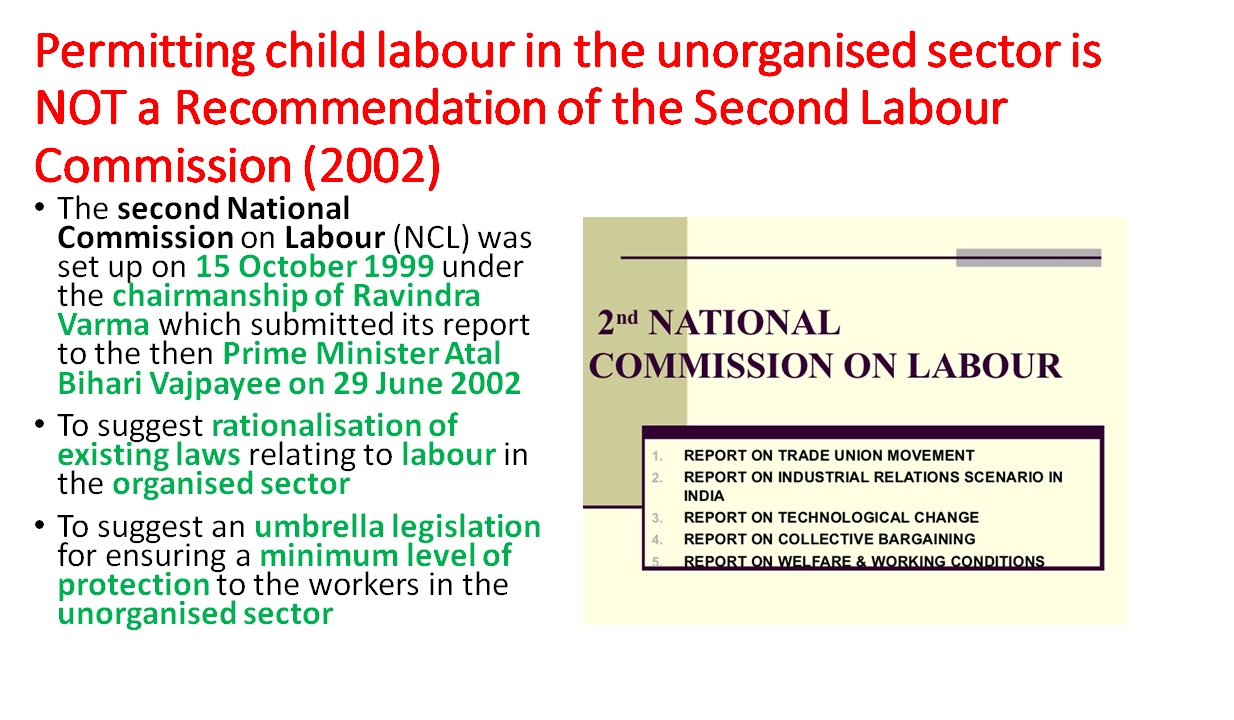 Permitting child labour in the unorganised sector is
NOT a Recommendation of the Second Labour
Commission (2002)
• The second National
Commission on Labour (NCL) was
set up on 15 October 1999 under
the chairmanship of Ravindra
Varma which submitted its report
to the then Prime Minister Atal
Bihari Vajpayee on 29 June 2002
• To suggest rationalisation of
existing laws relating to labour in
the organised sector
• To suggest an umbrella legislation
for ensuring a minimum level of
protection to the workers in the
unorganised sector
2nd NATIONAL
COMMISSION ON LABOUR
1. REPORT ON TRADE UNION MOVEMENT
2. REPORT ON INDUSTRIAL RELATIONS SCENARIO IN
INDIA
3. REPORT ON TECHNOLOGICAL CHANGE
4. REPORT ON COLLECTIVE BARGAINING
5. REPORT ON WELFARE & WORKING CONDITIONS